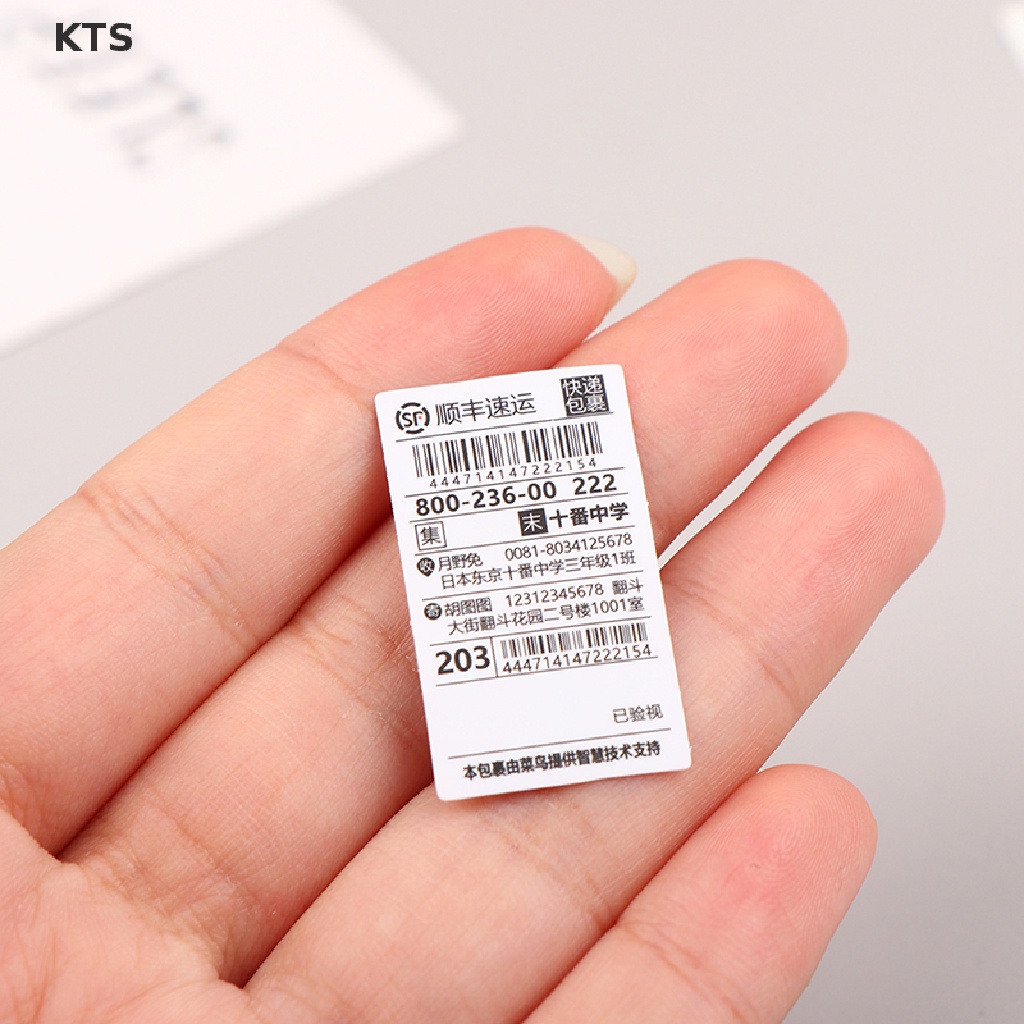 KTS
SF 顺丰速运 快递包裹
444714147222154
800-236-00 222
集 末 十番中学
收 月野兔 0081-8034125678
日本东京十番中学三年级1班
寄 胡图图 12312345678 翻斗
大街翻斗花园二号楼1001室
203 444714147222154
已验视
本包裹由菜鸟提供智慧技术支持